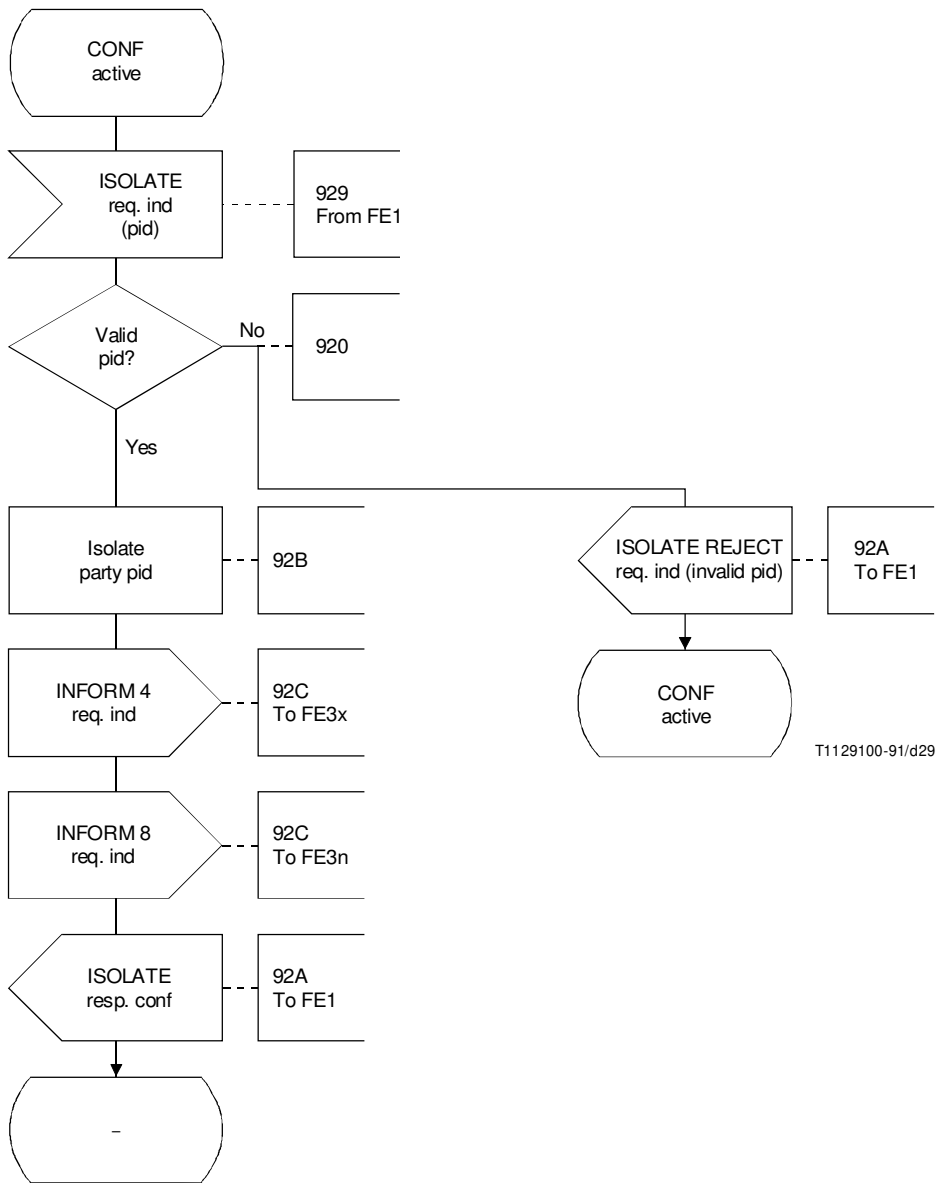 CONF
active
ISOLATE
req. ind
(pid)
929
From FE1
Valid
pid?
No
920
Yes
Isolate
party pid
92B
ISOLATE REJECT
req. ind (invalid pid)
92A
To FE1
INFORM 4
req. ind
92C
To FE3x
CONF
active
T1129100-91/d29
INFORM 8
req. ind
92C
To FE3n
ISOLATE
resp. conf
92A
To FE1
–